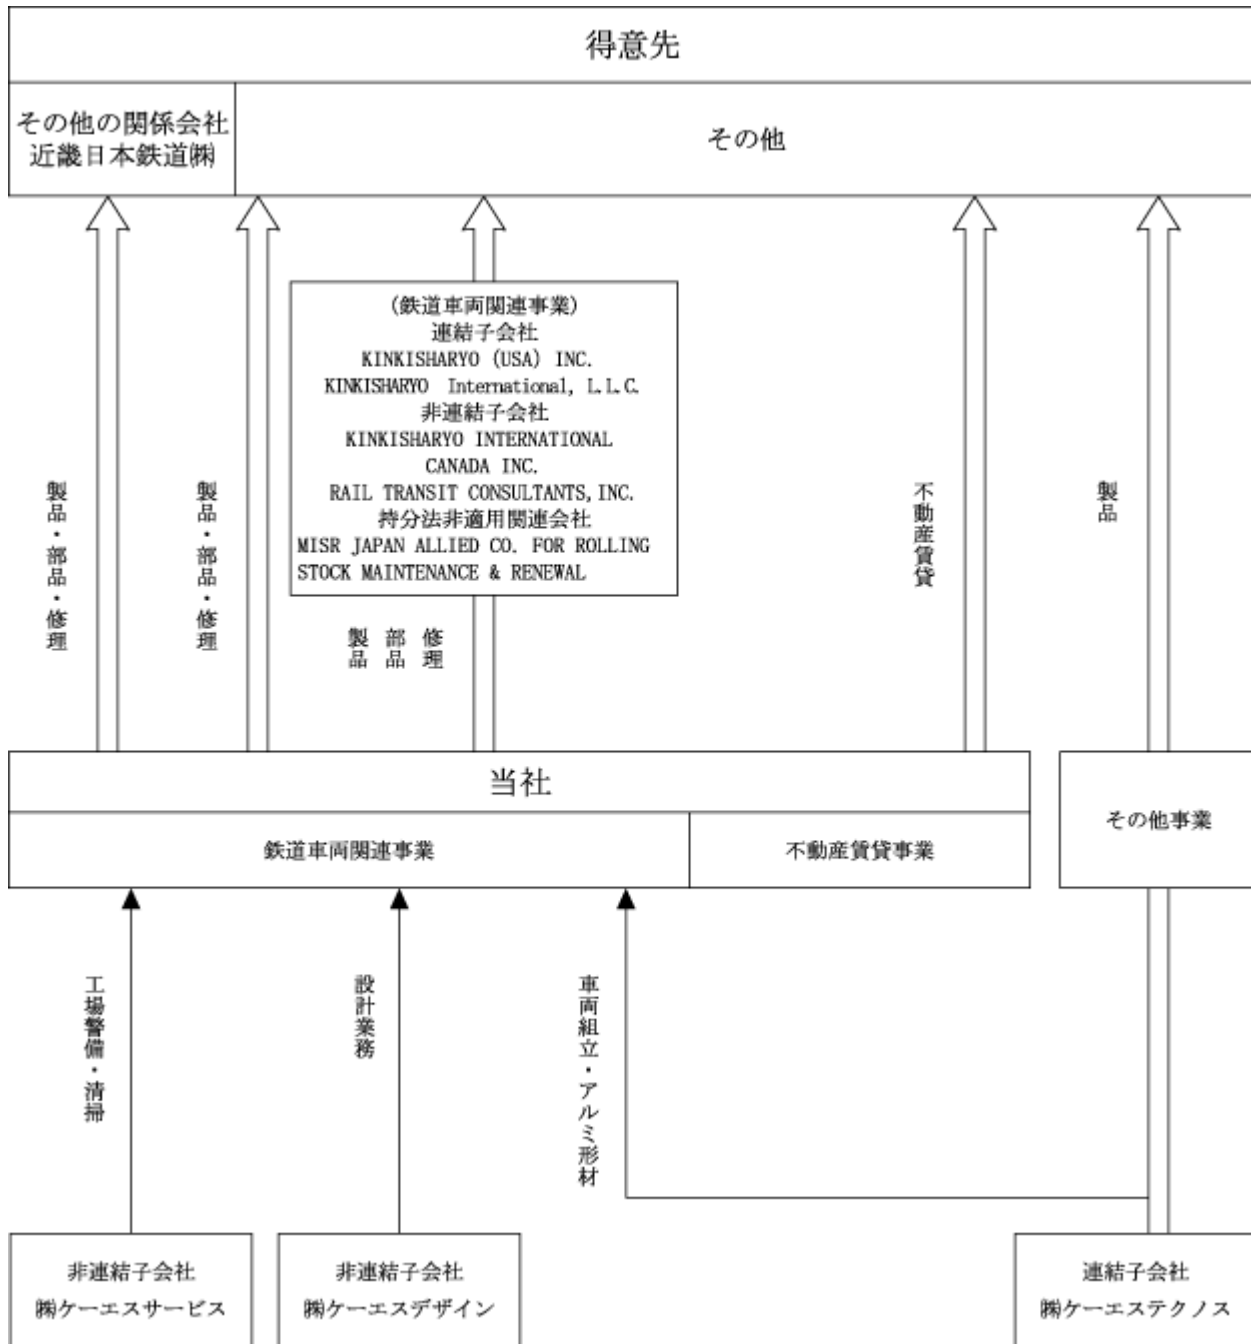 得意先
その他の関係会社
近畿日本鉄道㈱
その他
(鉄道車両関連事業)
連結子会社
KINKISHARYO (USA) INC.
KINKISHARYO International, L.L.C.
非連結子会社
KINKISHARYO INTERNATIONAL
CANADA INC.
RAIL TRANSIT CONSULTANTS, INC.
持分法非適用関連会社
MISR JAPAN ALLIED CO. FOR ROLLING
STOCK MAINTENANCE & RENEWAL
製品・部品・修理
製品・部品・修理
製品
部品
修理
不動産賃貸
製品
当社
鉄道車両関連事業
不動産賃貸事業
その他事業
工場警備・清掃
設計業務
車両組立・アルミ形材
非連結子会社
㈱ケーエスサービス
非連結子会社
㈱ケーエスデザイン
連結子会社
㈱ケーエステクノス